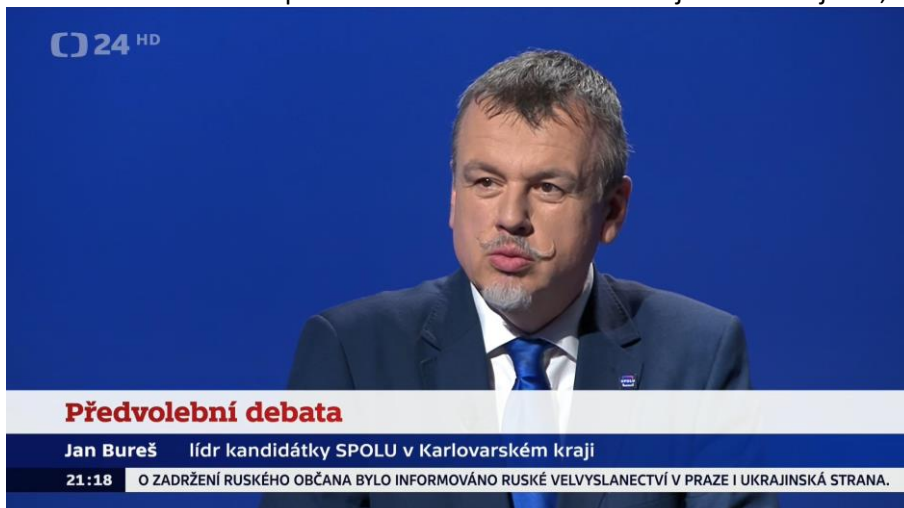 24 HD
SPOLU
Předvolební debata
Jan Bureš lídr kandidátky SPOLU v Karlovarském kraji
21:18 O ZADRŽENÍ RUSKÉHO OBČANA BYLO INFORMOVÁNO RUSKÉ VELVYSLANECTVÍ V PRAZE I UKRAJINSKÁ STRANA.